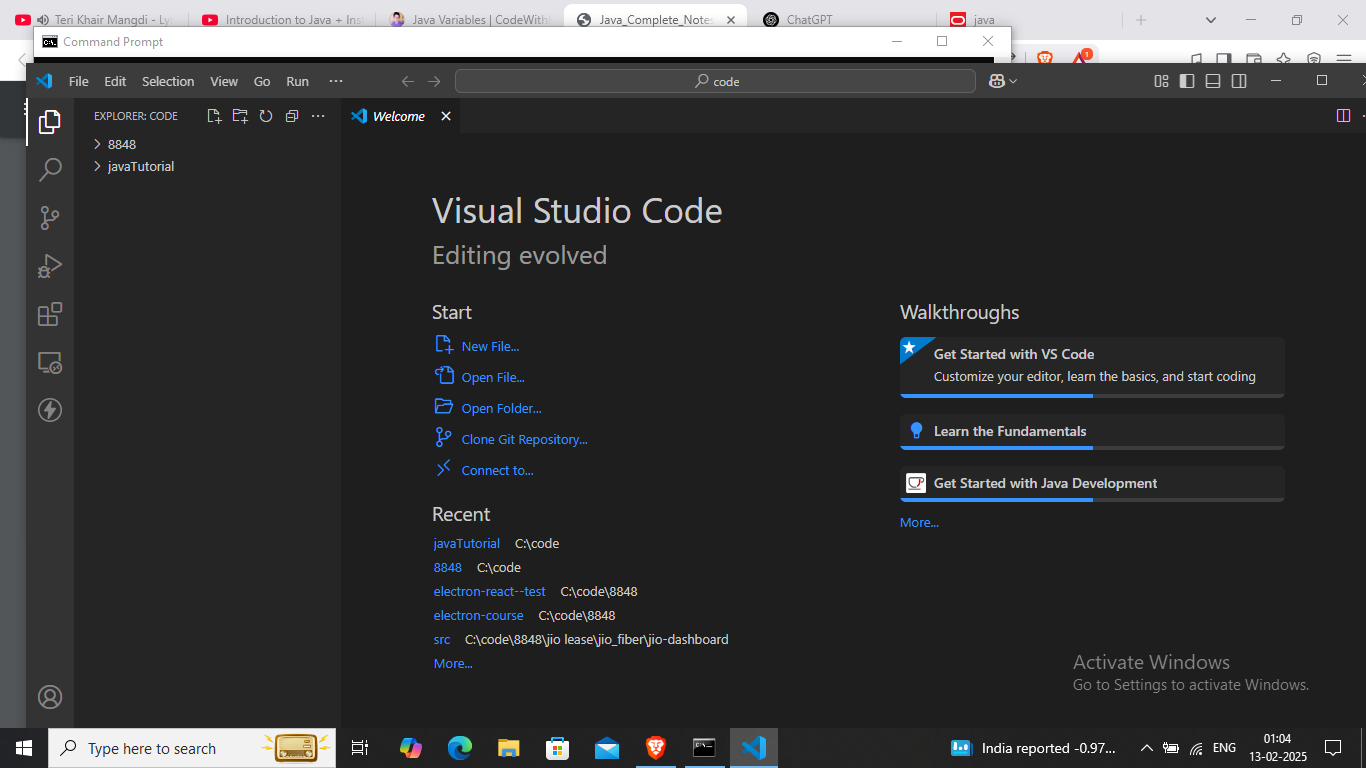 Teri Khair Mangdi - Ly
Introduction to Java + Inst
Java Variables | CodeWithH
Java_Complete_Notes
ChatGPT
java
Command Prompt
1
File Edit Selection View Go Run
code
EXPLORER: CODE
Welcome
8848
javaTutorial
Visual Studio Code
Editing evolved
Start
New File...
Open File...
Open Folder...
Clone Git Repository...
Connect to...
Walkthroughs
Get Started with VS Code
Customize your editor, learn the basics, and start coding
Learn the Fundamentals
Get Started with Java Development
More...
Recent
javaTutorial C:\code
8848 C:\code
electron-react--test C:\code\8848
electron-course C:\code\8848
src C:\code\8848\jio lease\jio_fiber\jio-dashboard
More...
Activate Windows
Go to Settings to activate Windows.
Type here to search
India reported -0.97...
ENG
01:04
13-02-2025